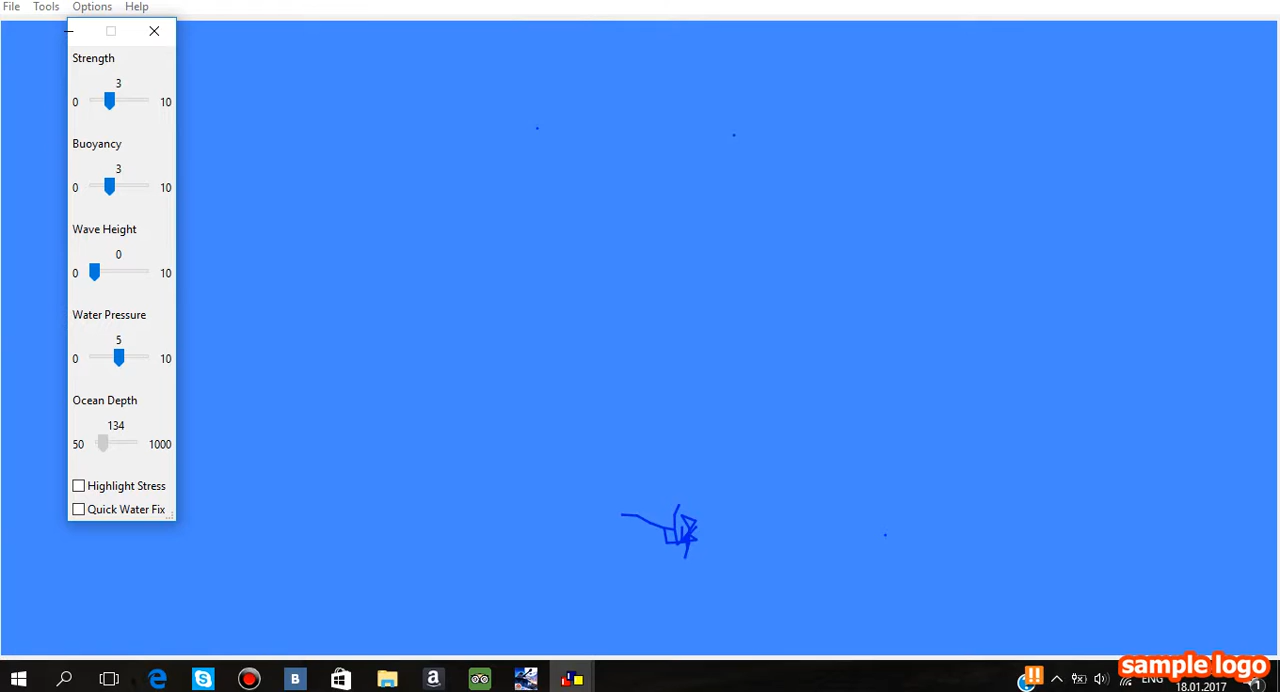 File Tools Options Help
Strength
3
0 10
Buoyancy
3
0 10
Wave Height
0
0 10
Water Pressure
5
0 10
Ocean Depth
134
50 1000
Highlight Stress
Quick Water Fix
B a
ENG
18.01.2017 1
sample logo